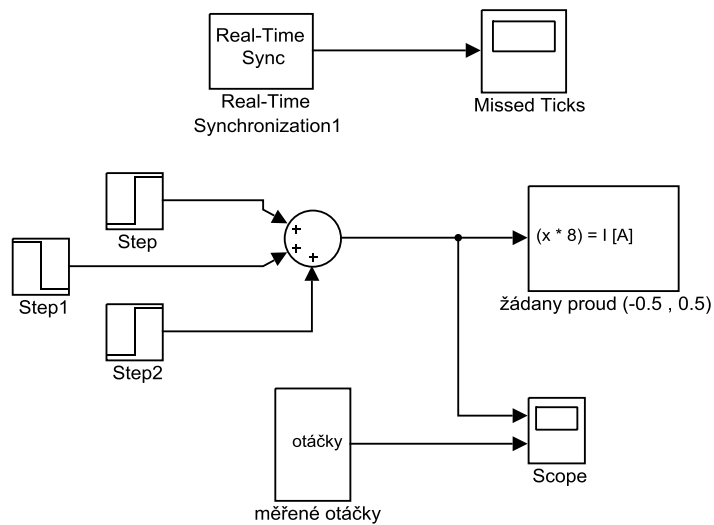 Real-Time
Sync
Real-Time
Synchronization1
Missed Ticks
Step
Step1
Step2
+
+
+
(x * 8) = I [A]
žádany proud (-0.5 , 0.5)
otáčky
měřené otáčky
Scope